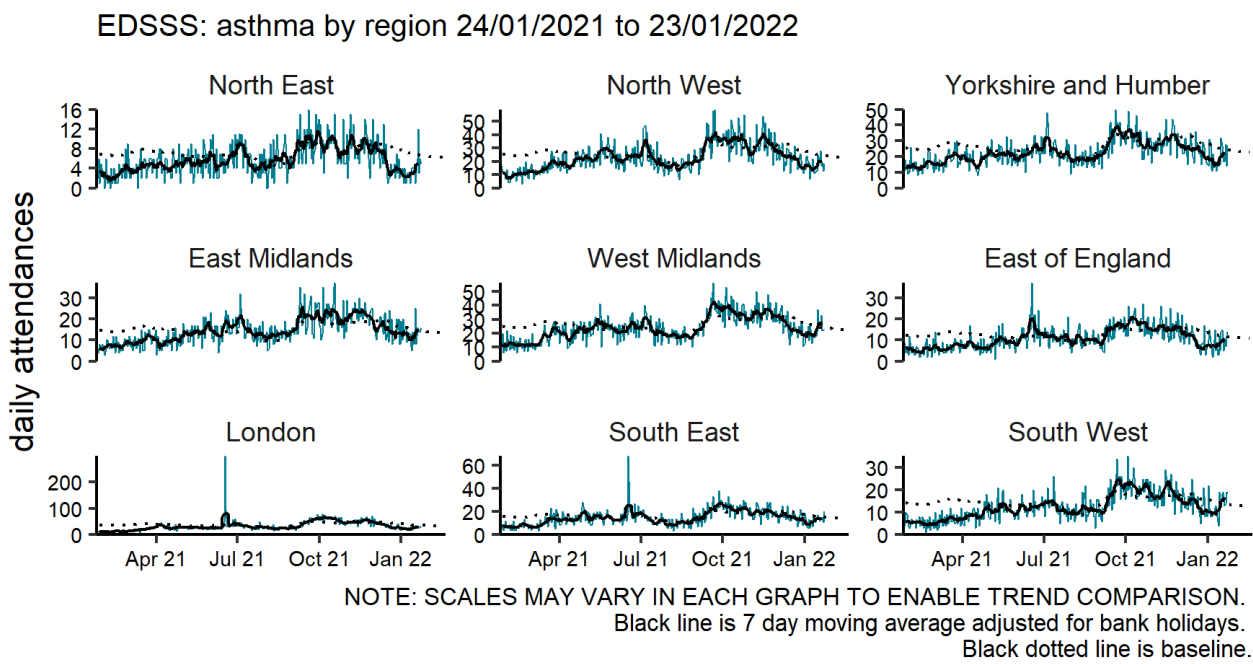 EDSSS: asthma by region 24/01/2021 to 23/01/2022
daily attendances
North East
16
12
8
4
0
North West
50
40
30
20
10
0
Yorkshire and Humber
50
40
30
20
10
0
East Midlands
30
20
10
0
West Midlands
50
40
30
20
10
0
East of England
30
20
10
0
London
200
100
0
Apr 21 Jul 21 Oct 21 Jan 22
South East
60
40
20
0
Apr 21 Jul 21 Oct 21 Jan 22
South West
30
20
10
0
Apr 21 Jul 21 Oct 21 Jan 22
NOTE: SCALES MAY VARY IN EACH GRAPH TO ENABLE TREND COMPARISON.
Black line is 7 day moving average adjusted for bank holidays.
Black dotted line is baseline.